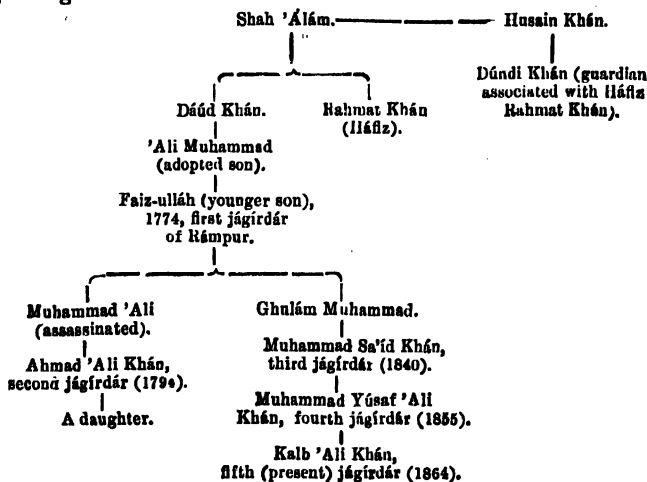 Shah 'Álám. Husain Khán.
Dúndi Khán (guardian
associated with Háfiz
Rahmat Khán).
Dáúd Khán. Rahmat Khán
(Háfiz).
'Ali Muhammad
(adopted son).
Faiz-ulláh (younger son),
1774, first jágírdár
of Rámpur.
Muhammad 'Ali
(assassinated).
Ahmad 'Ali Khán,
second jágírdár (1794).
A daughter.
Ghulám Muhammad.
Muhammad Sa'íd Khán,
third jágírdár (1840).
Muhammad Yúsaf 'Ali
Khán, fourth jágírdár (1855).
Kalb 'Ali Khán,
fifth (present) jágírdár (1864).